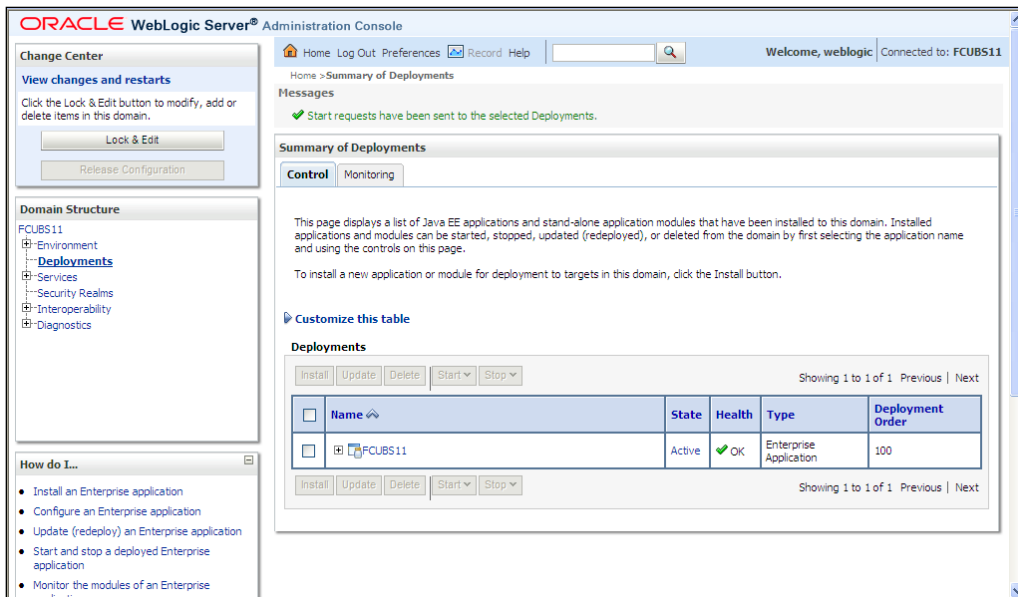 ORACLE WebLogic Server® Administration Console
Change Center
View changes and restarts
Click the Lock & Edit button to modify, add or
delete items in this domain.
Lock & Edit
Release Configuration
Domain Structure
FCUBS11
Environment
Deployments
Services
Security Realms
Interoperability
Diagnostics
How do I...
Install an Enterprise application
Configure an Enterprise application
Update (redeploy) an Enterprise application
Start and stop a deployed Enterprise
application
Monitor the modules of an Enterprise
Home Log Out Preferences Record Help
Welcome, weblogic Connected to: FCUBS11
Home >Summary of Deployments
Messages
Start requests have been sent to the selected Deployments.
Summary of Deployments
Control Monitoring
This page displays a list of Java EE applications and stand-alone application modules that have been installed to this domain. Installed
applications and modules can be started, stopped, updated (redeployed), or deleted from the domain by first selecting the application name
and using the controls on this page.
To install a new application or module for deployment to targets in this domain, click the Install button.
Customize this table
Deployments
Install Update Delete Start Stop Showing 1 to 1 of 1 Previous | Next
Name State Health Type Deployment
Order
FCUBS11 Active OK Enterprise
Application 100
Install Update Delete Start Stop Showing 1 to 1 of 1 Previous | Next